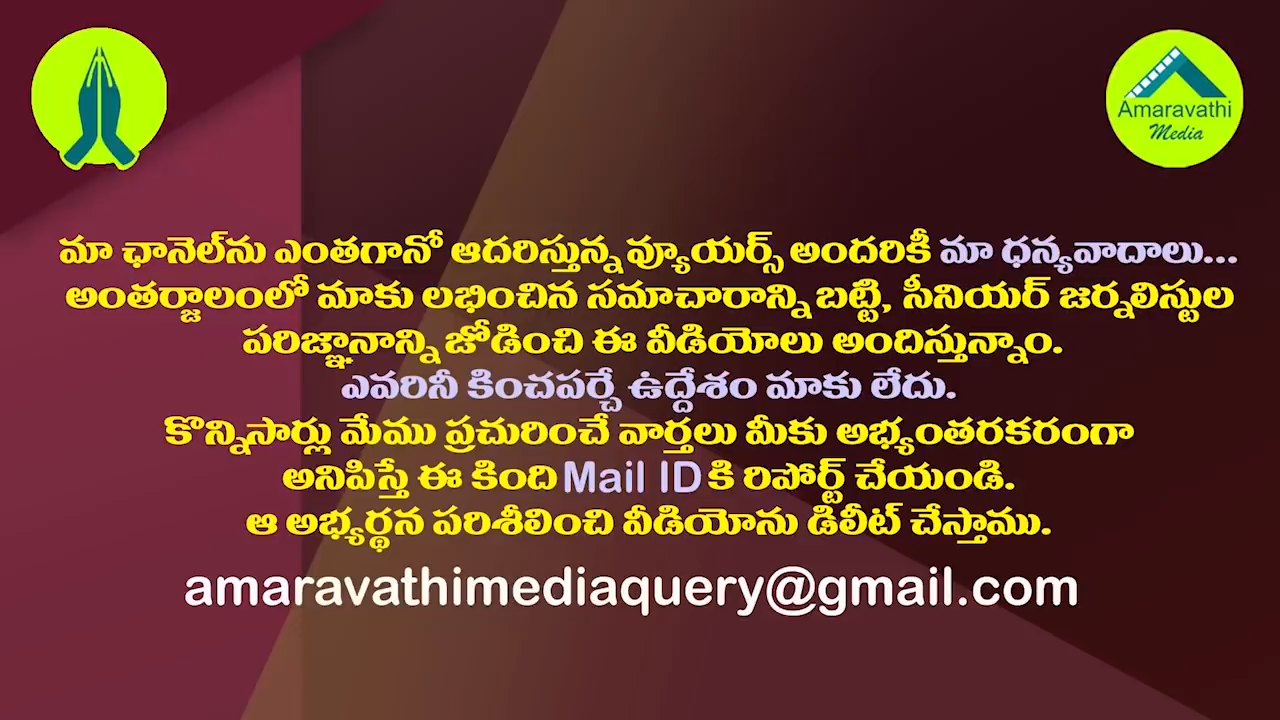 Amaravathi
Media
మా ఛానెల్‌ను ఎంతగానో ఆదరిస్తున్న వ్యూయర్స్ అందరికీ మా ధన్యవాదాలు...
అంతర్జాలంలో మాకు లభించిన సమాచారాన్ని బట్టి, సీనియర్ జర్నలిస్టుల
పరిజ్ఞానాన్ని జోడించి ఈ వీడియోలు అందిస్తున్నాం.
ఎవరినీ కించపర్చే ఉద్దేశం మాకు లేదు.
కొన్నిసార్లు మేము ప్రచురించే వార్తలు మీకు అభ్యంతరకరంగా
అనిపిస్తే ఈ కింది Mail ID కి రిపోర్ట్ చేయండి.
ఆ అభ్యర్థన పరిశీలించి వీడియోను డిలీట్ చేస్తాము.
amaravathimediaquery@gmail.com